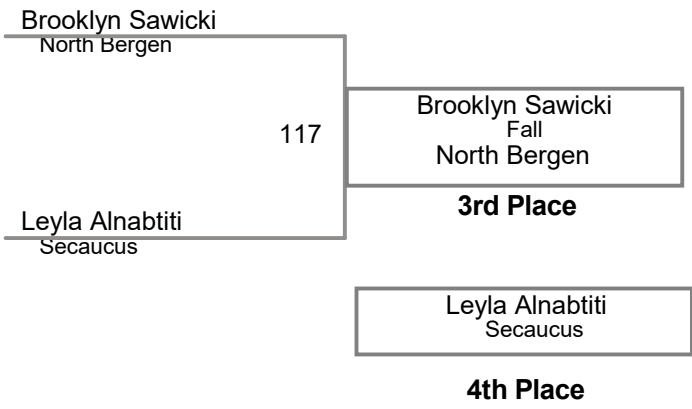 Brooklyn Sawicki
North Bergen
117
Brooklyn Sawicki
Fall
North Bergen
3rd Place
Leyla Alnabtiti
Secaucus
Leyla Alnabtiti
Secaucus
4th Place